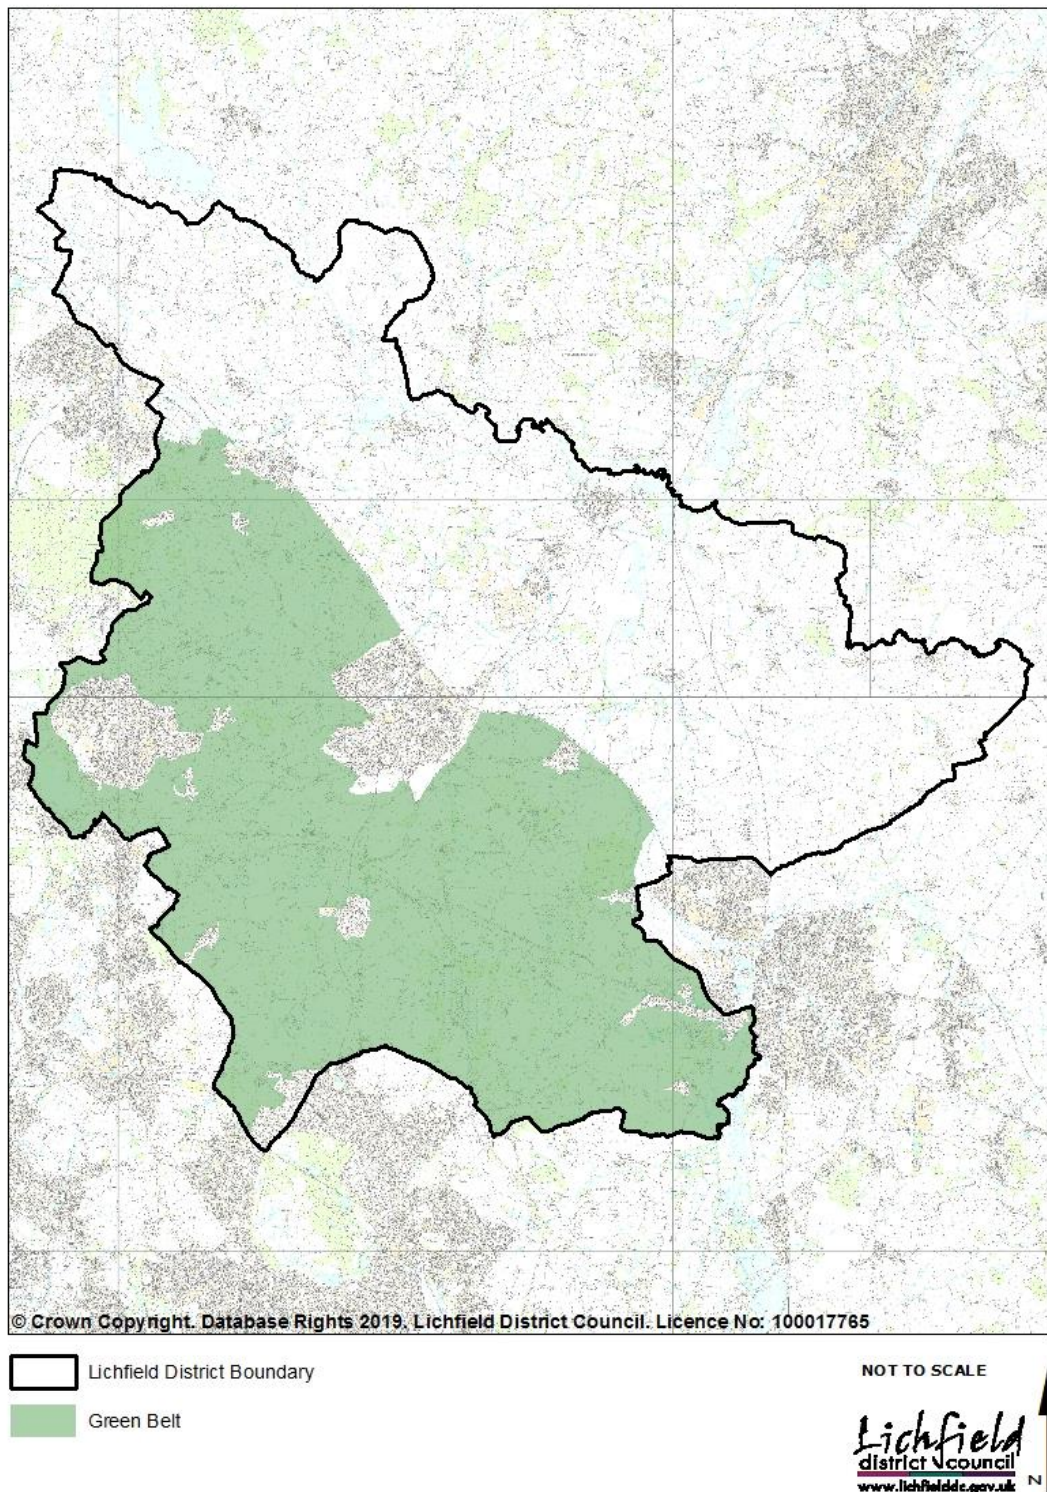 © Crown Copyright. Database Rights 2019. Lichfield District Council. Licence No: 100017765
Lichfield District Boundary
Green Belt
NOT TO SCALE
Lichfield
district council
www.lichfielddc.gov.uk
N